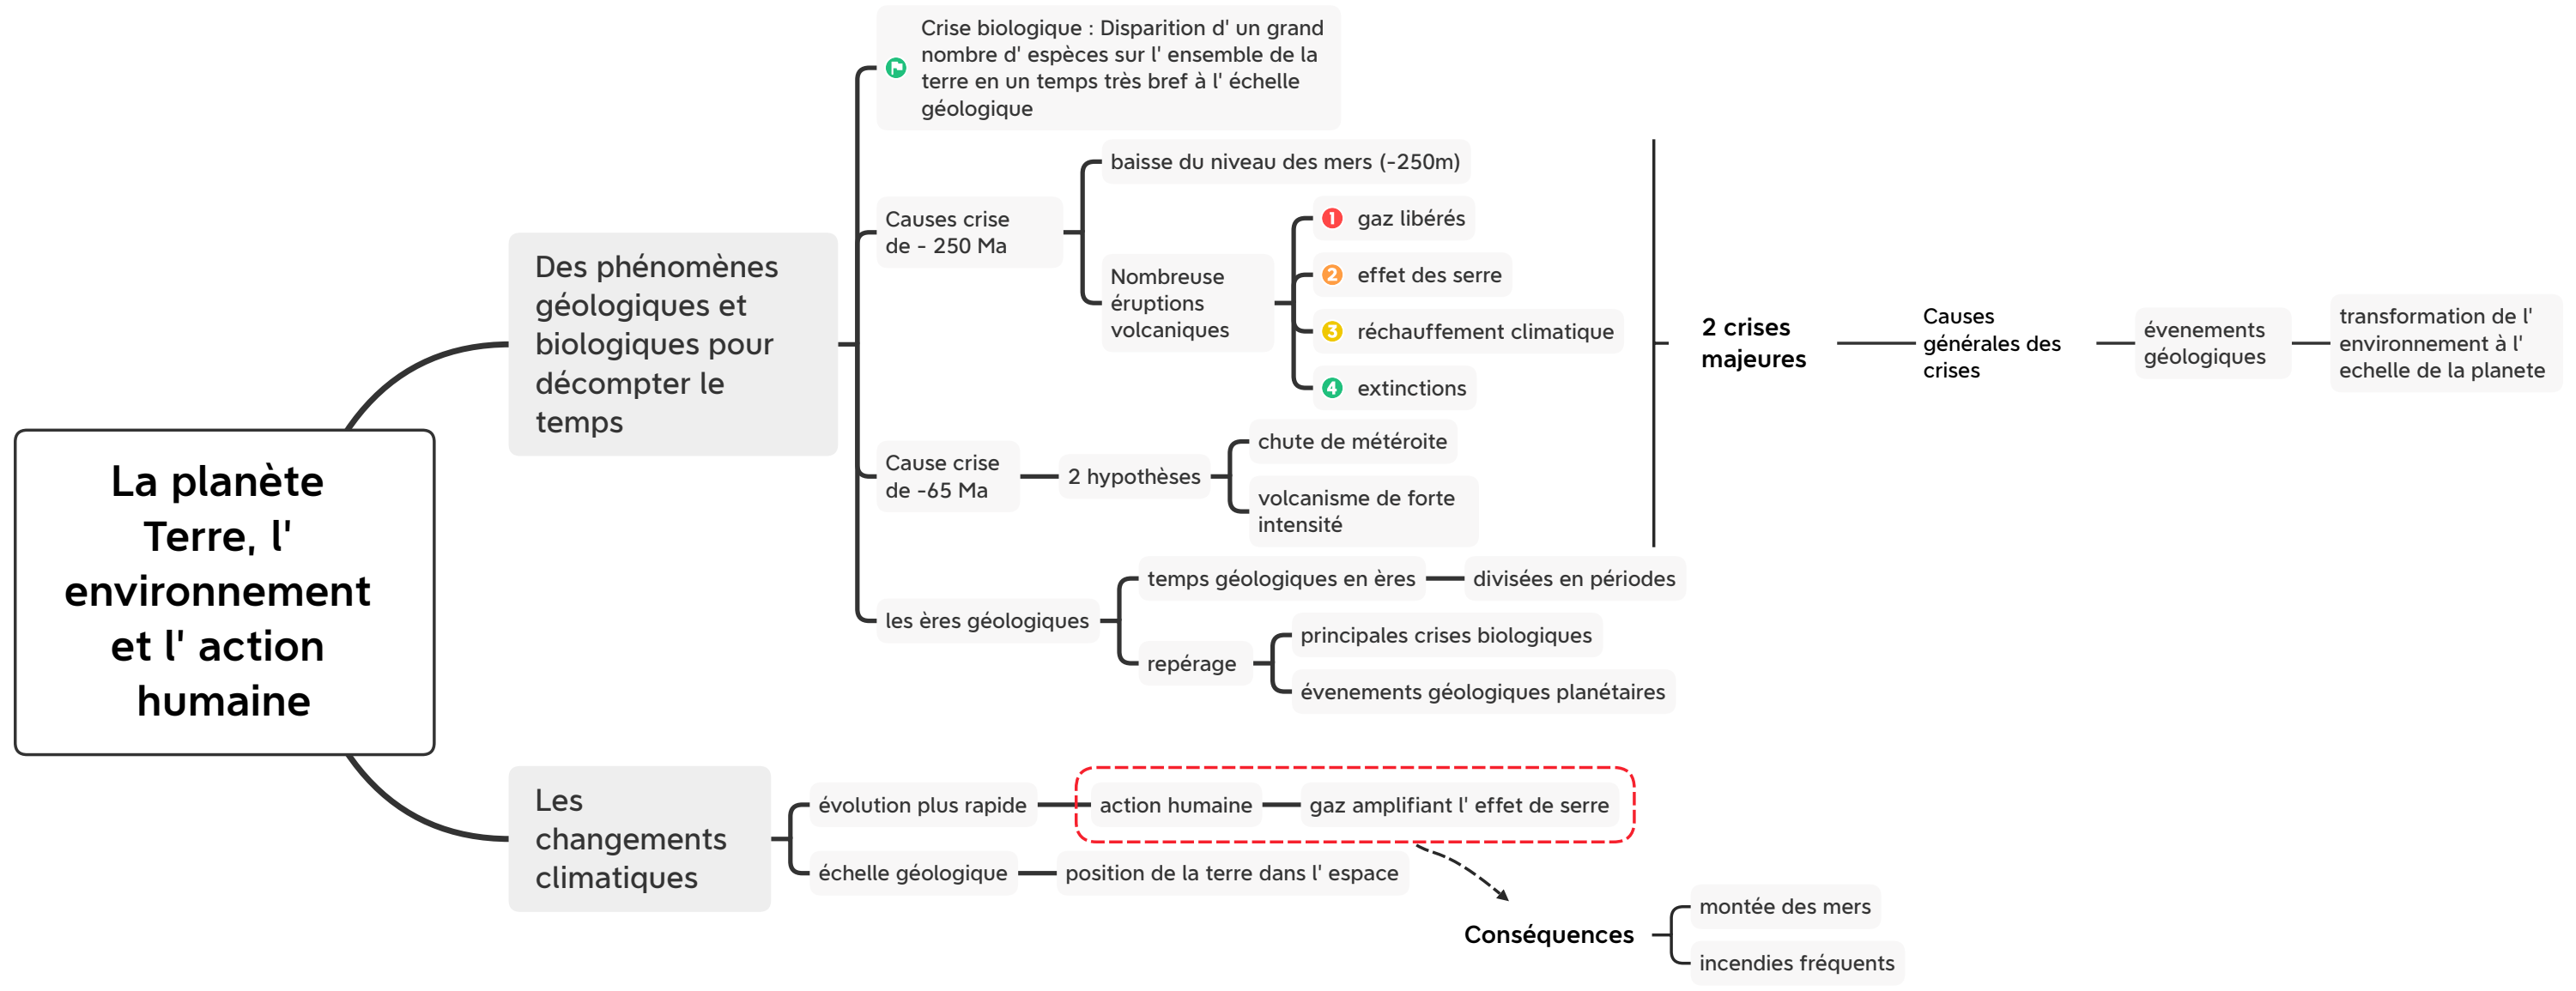 La planète
Terre, l'
environnement
et l' action
humaine
Des phénomènes
géologiques et
biologiques pour
décompter le
temps
Crise biologique : Disparition d' un grand
nombre d' espèces sur l' ensemble de la
terre en un temps très bref à l' échelle
géologique
Causes crise
de - 250 Ma
baisse du niveau des mers (-250m)
Nombreuse
éruptions
volcaniques
1 gaz libérés
2 effet des serre
3 réchauffement climatique
4 extinctions
Cause crise
de -65 Ma
2 hypothèses
chute de météroite
volcanisme de forte
intensité
2 crises
majeures
Causes
générales des
crises
évenements
géologiques
transformation de l'
environnement à l'
echelle de la planete
les ères géologiques
temps géologiques en ères
divisées en périodes
repérage
principales crises biologiques
évenements géologiques planétaires
Les
changements
climatiques
évolution plus rapide
action humaine
gaz amplifiant l' effet de serre
échelle géologique
position de la terre dans l' espace
Conséquences
montée des mers
incendies fréquents